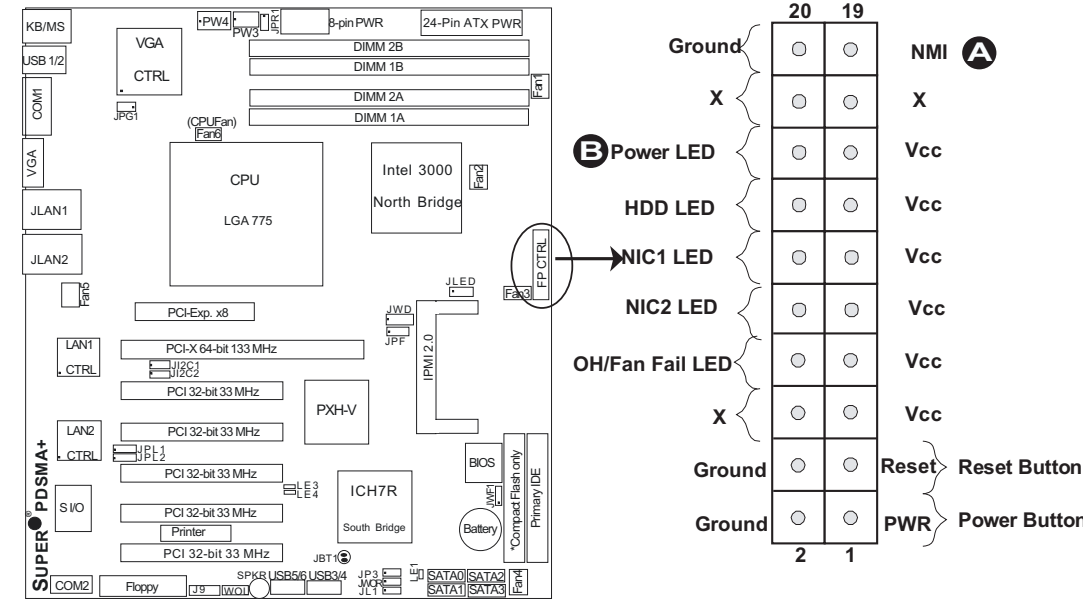 KB/MS
PW4
PW3
JPR1
8-pin PWR
24-Pin ATX PWR
USB 1/2
VGA
CTRL
DIMM 2B
DIMM 1B
DIMM 2A
DIMM 1A
Fan1
COM1
JPG1
(CPUFan)
Fan6
VGA
CPU
LGA 775
Intel 3000
North Bridge
Fan2
JLAN1
JLAN2
FP CTRL
Fan5
JLED
Fan3
PCI-Exp. x8
JWD
JPF
IPMI 2.0
LAN1
CTRL
PCI-X 64-bit 133 MHz
JI2C1
JI2C2
PCI 32-bit 33 MHz
PXH-V
LAN2
CTRL
PCI 32-bit 33 MHz
JPL1
JPL2
BIOS
*Compact Flash only
Primary IDE
PCI 32-bit 33 MHz
LE3
LE4
ICH7R
South Bridge
JWF1
S I/O
PCI 32-bit 33 MHz
Printer
Battery
PCI 32-bit 33 MHz
JBT1
SUPER® PDSMA+
COM2
Floppy
J9
WOL
SPKR
USB5/6
USB3/4
JP3
JWOR
JL1
LE1
SATA0
SATA2
SATA1
SATA3
Fan4
20 19
Ground NMI A
X X
B Power LED Vcc
HDD LED Vcc
NIC1 LED Vcc
NIC2 LED Vcc
OH/Fan Fail LED Vcc
X Vcc
Ground Reset Reset Button
Ground PWR Power Button
2 1